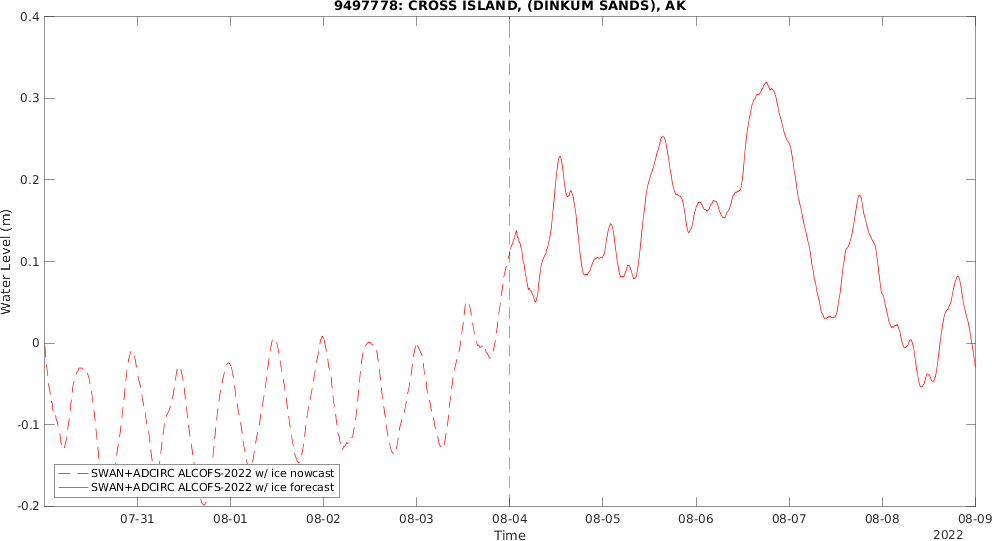 9497778: CROSS ISLAND, (DINKUM SANDS), AK
0.4
0.3
0.2
0.1
0
-0.1
-0.2
Water Level (m)
SWAN+ADCIRC ALCOFS-2022 w/ ice nowcast
SWAN+ADCIRC ALCOFS-2022 w/ ice forecast
07-31 08-01 08-02 08-03 08-04 08-05 08-06 08-07 08-08 08-09
Time
2022